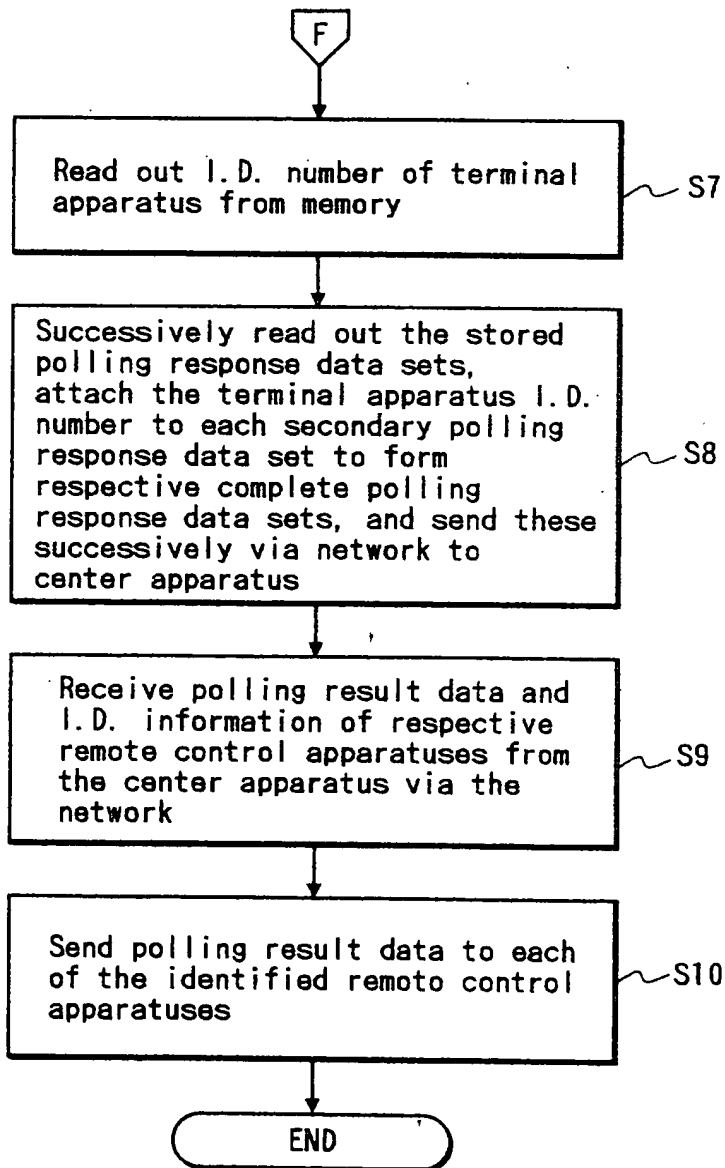 F
Read out I.D. number of terminal
apparatus from memory
S7
Successively read out the stored
polling response data sets,
attach the terminal apparatus I.D.
number to each secondary polling
response data set to form
respective complete polling
response data sets, and send these
successively via network to
center apparatus
S8
Receive polling result data and
I.D. information of respective
remote control apparatuses from
the center apparatus via the
network
S9
Send polling result data to each
of the identified remoto control
apparatuses
S10
END